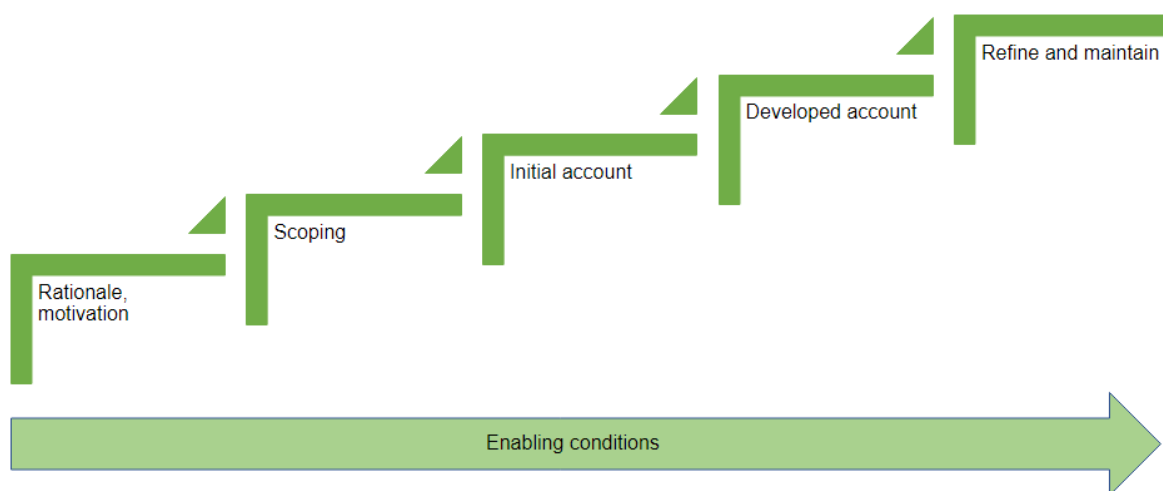 Refine and maintain
Developed account
Initial account
Scoping
Rationale,
motivation
Enabling conditions